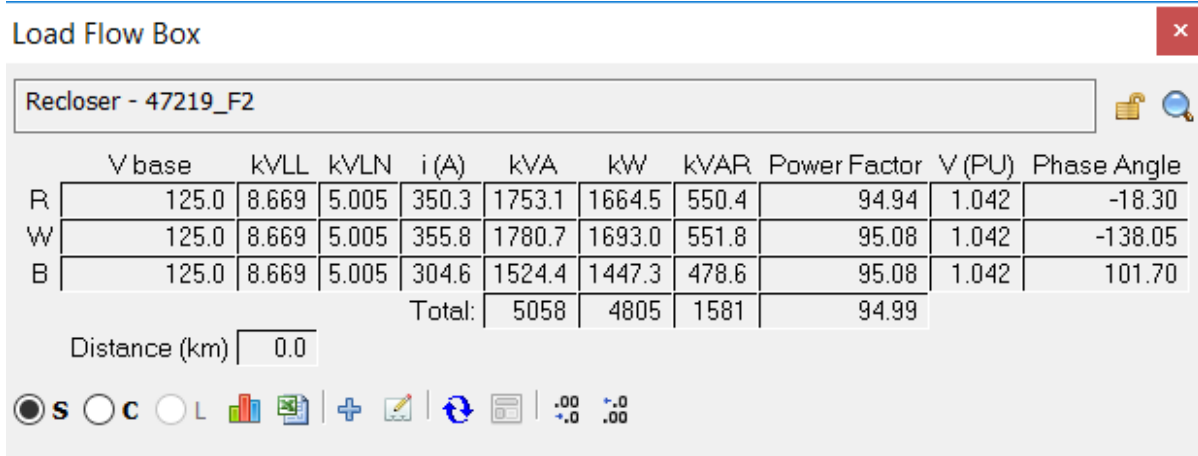 Load Flow Box
Recloser - 47219_F2
V base kVLL kVLN i (A) kVA kW kVAR Power Factor V (PU) Phase Angle
R 125.0 8.669 5.005 350.3 1753.1 1664.5 550.4 94.94 1.042 -18.30
W 125.0 8.669 5.005 355.8 1780.7 1693.0 551.8 95.08 1.042 -138.05
B 125.0 8.669 5.005 304.6 1524.4 1447.3 478.6 95.08 1.042 101.70
Total: 5058 4805 1581 94.99
Distance (km) 0.0
S C L .00 .0 .0 .00